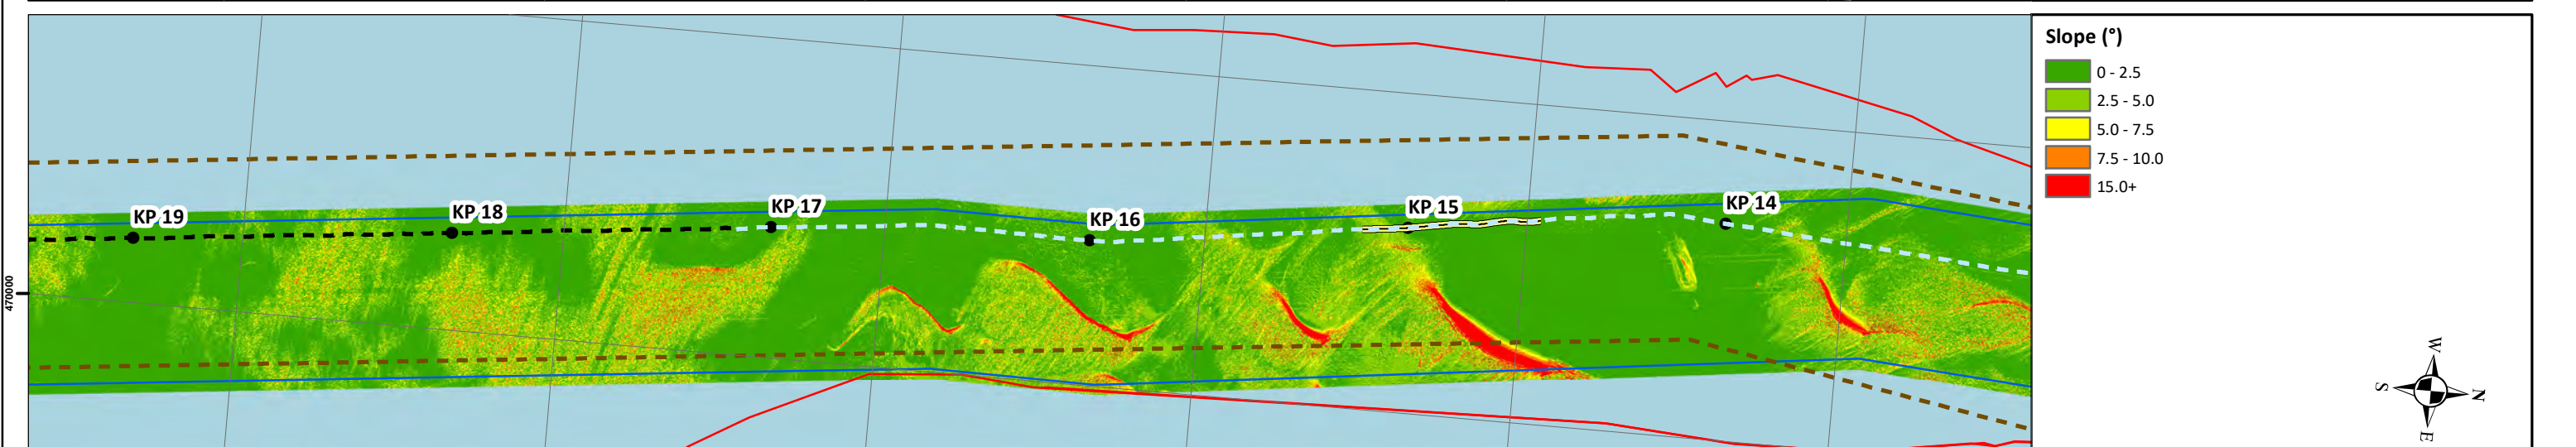 Slope (°)
0 - 2.5
2.5 - 5.0
5.0 - 7.5
7.5 - 10.0
15.0+
KP 19
KP 18
KP 17
KP 16
KP 15
KP 14
470000
W
S
N
E